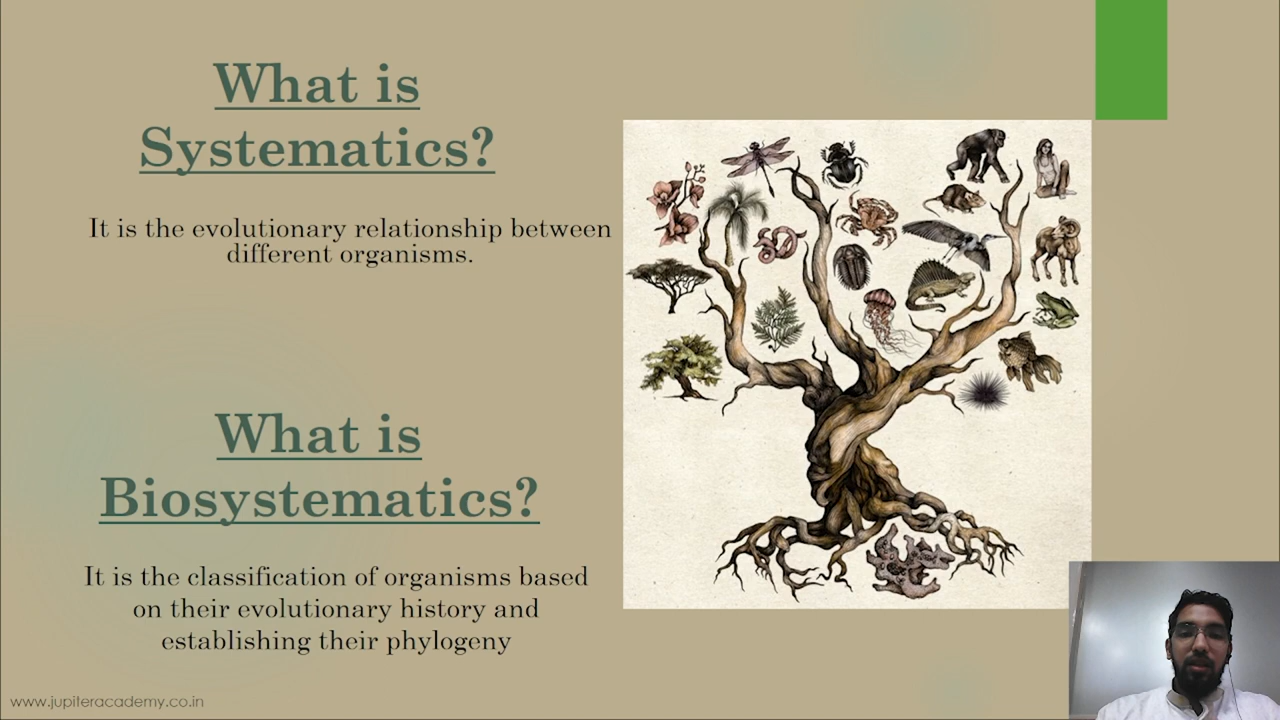 What is
Systematics?
It is the evolutionary relationship between
different organisms.
What is
Biosystematics?
It is the classification of organisms based
on their evolutionary history and
establishing their phylogeny
www.jupiteracademy.co.in